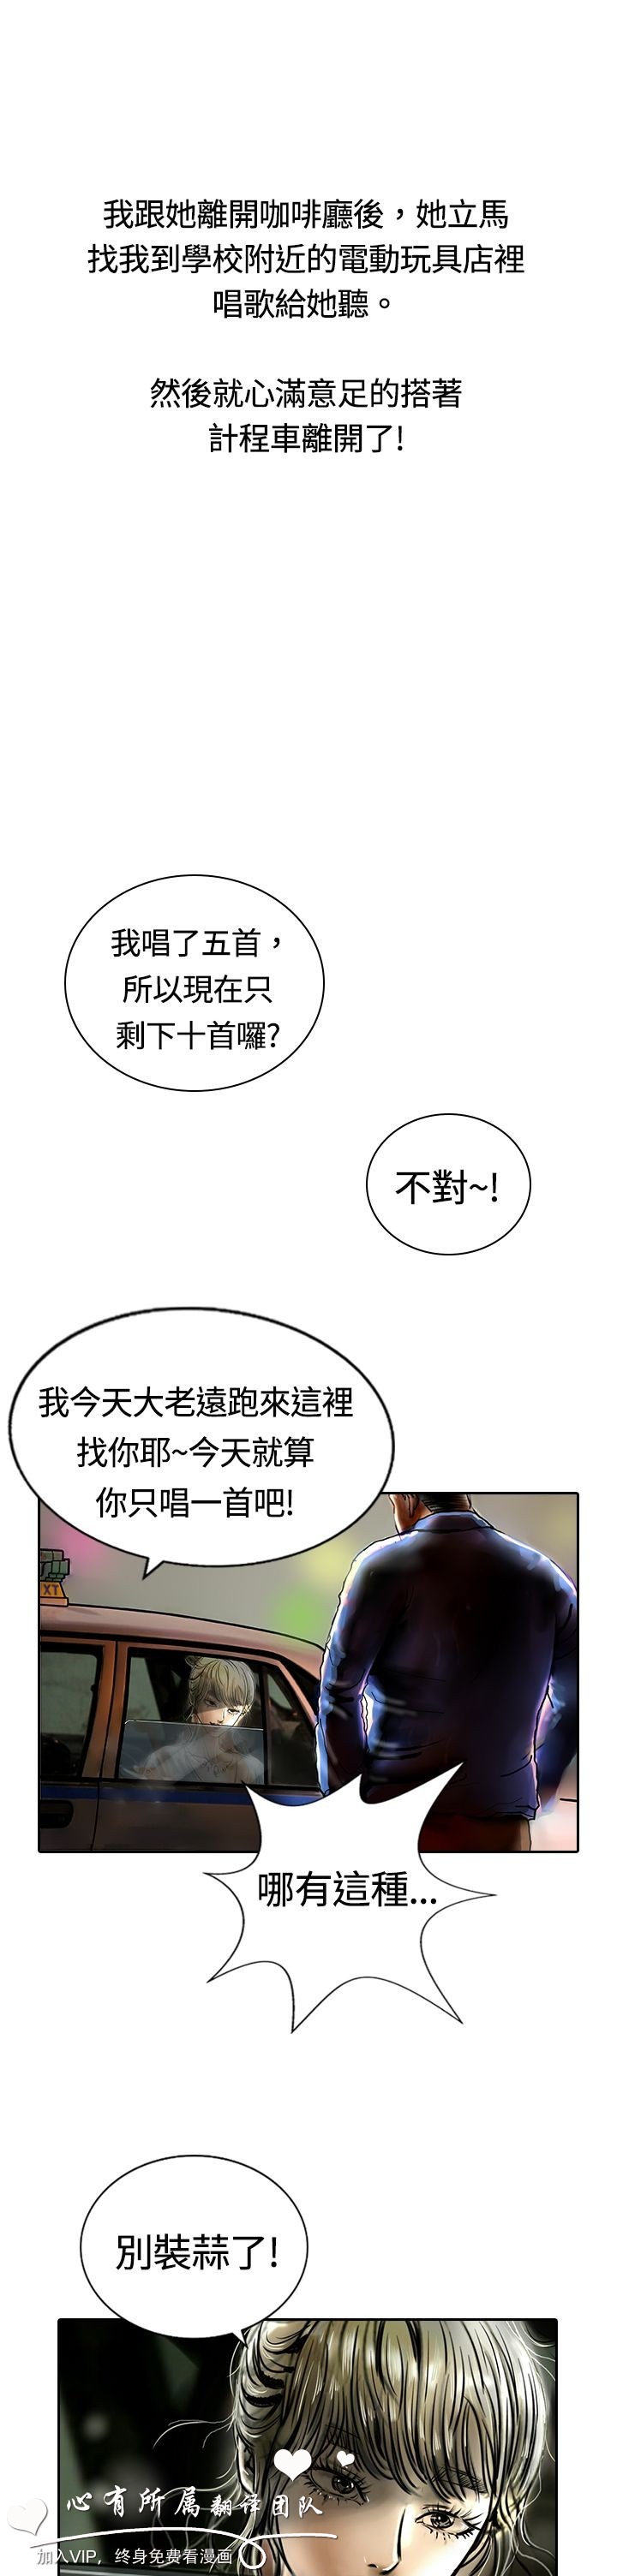 我跟她離開咖啡廳後，她立馬
找我到學校附近的電動玩具店裡
唱歌給她聽。
然後就心滿意足的搭著
計程車離開了!
我唱了五首，
所以現在只
剩下十首囉?
不對~!
我今天大老遠跑來這裡
找你耶~今天就算
你只唱一首吧!
XT
哪有這種...
別裝蒜了!
心有所属翻译团队
加入VIP，终身免费看漫画